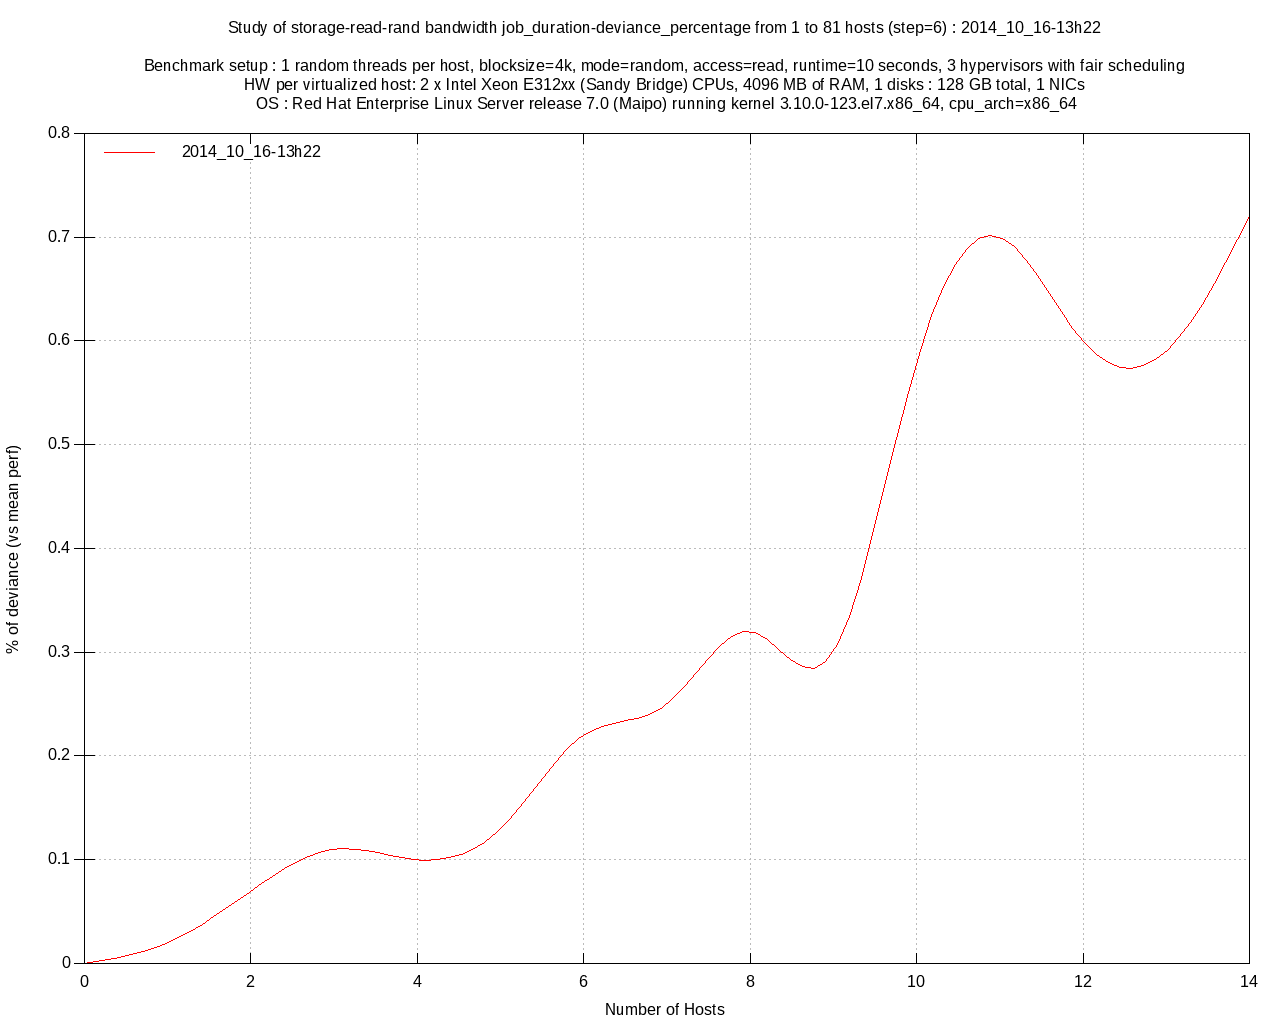 Study of storage-read-rand bandwidth job_duration-deviance_percentage from 1 to 81 hosts (step=6) : 2014_10_16-13h22
Benchmark setup : 1 random threads per host, blocksize=4k, mode=random, access=read, runtime=10 seconds, 3 hypervisors with fair scheduling
HW per virtualized host: 2 x Intel Xeon E312xx (Sandy Bridge) CPUs, 4096 MB of RAM, 1 disks : 128 GB total, 1 NICs
OS : Red Hat Enterprise Linux Server release 7.0 (Maipo) running kernel 3.10.0-123.el7.x86_64, cpu_arch=x86_64
2014_10_16-13h22
% of deviance (vs mean perf)
0.8
0.7
0.6
0.5
0.4
0.3
0.2
0.1
0
0 2 4 6 8 10 12 14
Number of Hosts